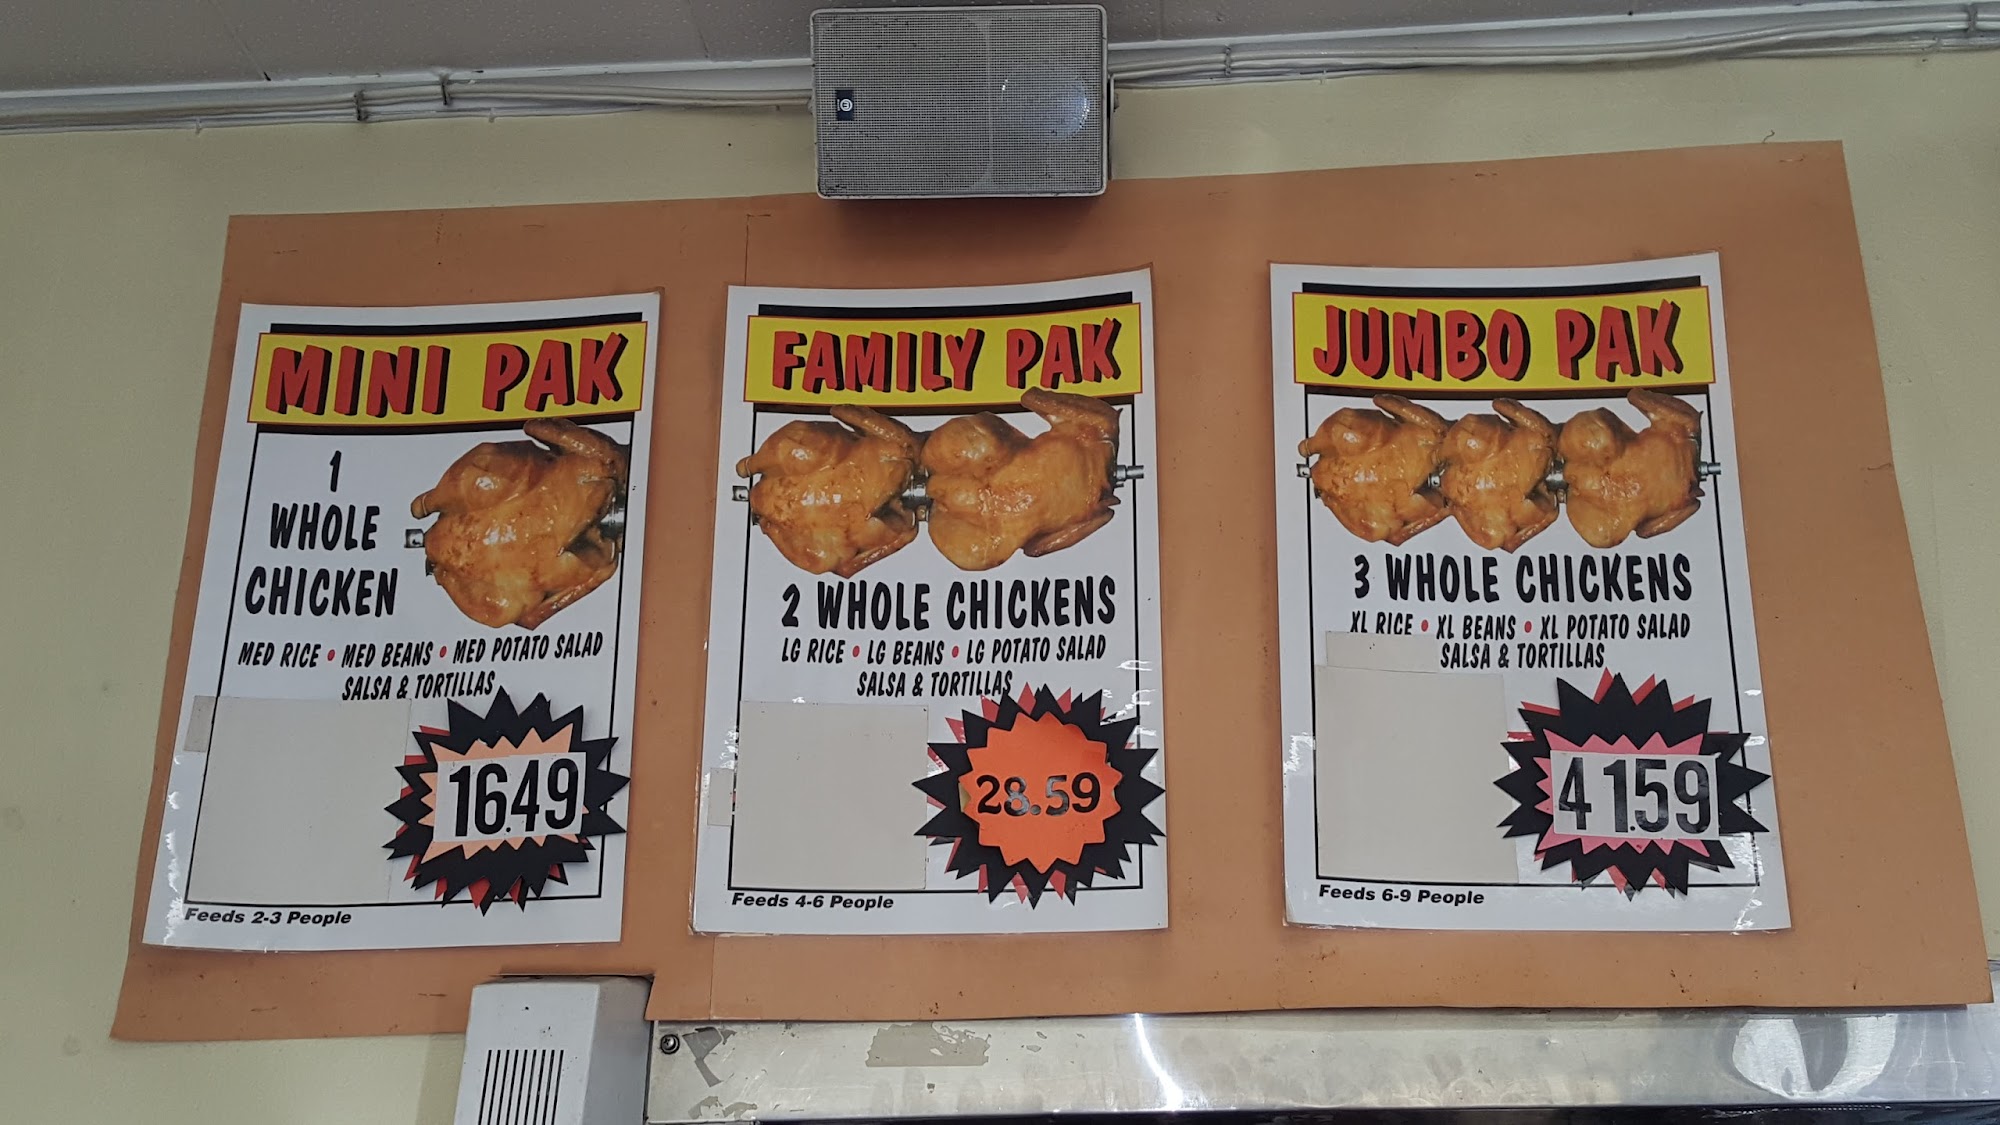 MINI PAK
1
WHOLE
CHICKEN
MED RICE • MED BEANS • MED POTATO SALAD
SALSA & TORTILLAS
16.49
Feeds 2-3 People
FAMILY PAK
2 WHOLE CHICKENS
LG RICE • LG BEANS • LG POTATO SALAD
SALSA & TORTILLAS
28.59
Feeds 4-6 People
JUMBO PAK
3 WHOLE CHICKENS
XL RICE • XL BEANS • XL POTATO SALAD
SALSA & TORTILLAS
41.59
Feeds 6-9 People